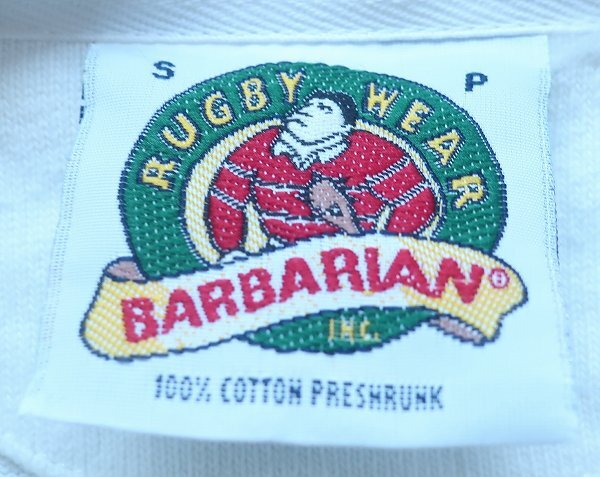 S P
RUGBY WEAR
BARBARIAN®
INC.
100% COTTON PRESHRUNK